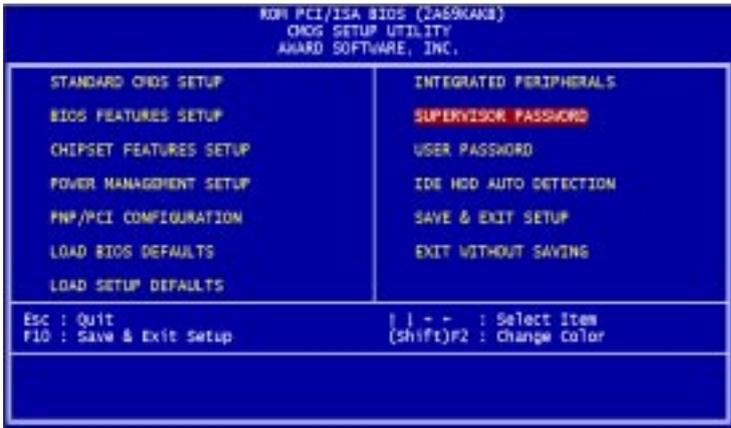 ROM PCI/ISA BIOS (2A69KAKB)
CMOS SETUP UTILITY
AWARD SOFTWARE, INC.
STANDARD CMOS SETUP
BIOS FEATURES SETUP
CHIPSET FEATURES SETUP
POWER MANAGEMENT SETUP
PNP/PCI CONFIGURATION
LOAD BIOS DEFAULTS
LOAD SETUP DEFAULTS
INTEGRATED PERIPHERALS
SUPERVISOR PASSWORD
USER PASSWORD
IDE HDD AUTO DETECTION
SAVE & EXIT SETUP
EXIT WITHOUT SAVING
Esc : Quit
F10 : Save & Exit Setup
: Select Item
(Shift)F2 : Change Color